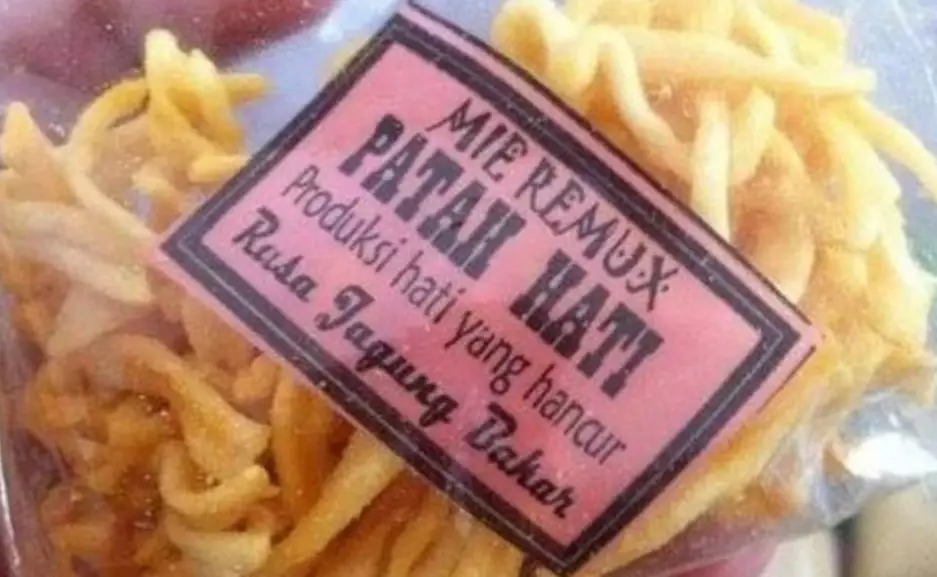 MIE REMUX
PATAH HATI
Produksi hati yang hancur
Rasa Jagung Bakar